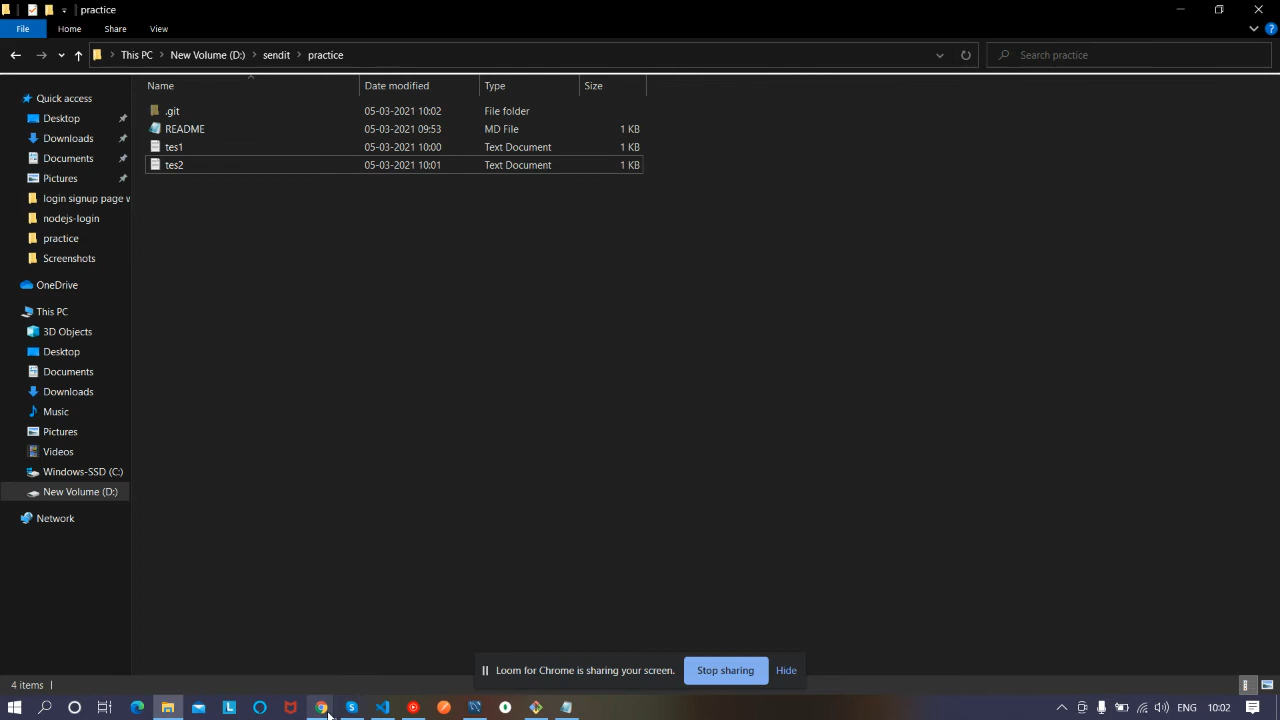 practice
File Home Share View
This PC New Volume (D:) sendit practice Search practice
Name Date modified Type Size
.git 05-03-2021 10:02 File folder
README 05-03-2021 09:53 MD File 1 KB
tes1 05-03-2021 10:00 Text Document 1 KB
tes2 05-03-2021 10:01 Text Document 1 KB
Quick access
Desktop
Downloads
Documents
Pictures
login signup page w
nodejs-login
practice
Screenshots
OneDrive
This PC
3D Objects
Desktop
Documents
Downloads
Music
Pictures
Videos
Windows-SSD (C:)
New Volume (D:)
Network
Loom for Chrome is sharing your screen. Stop sharing Hide
4 items
ENG 10:02